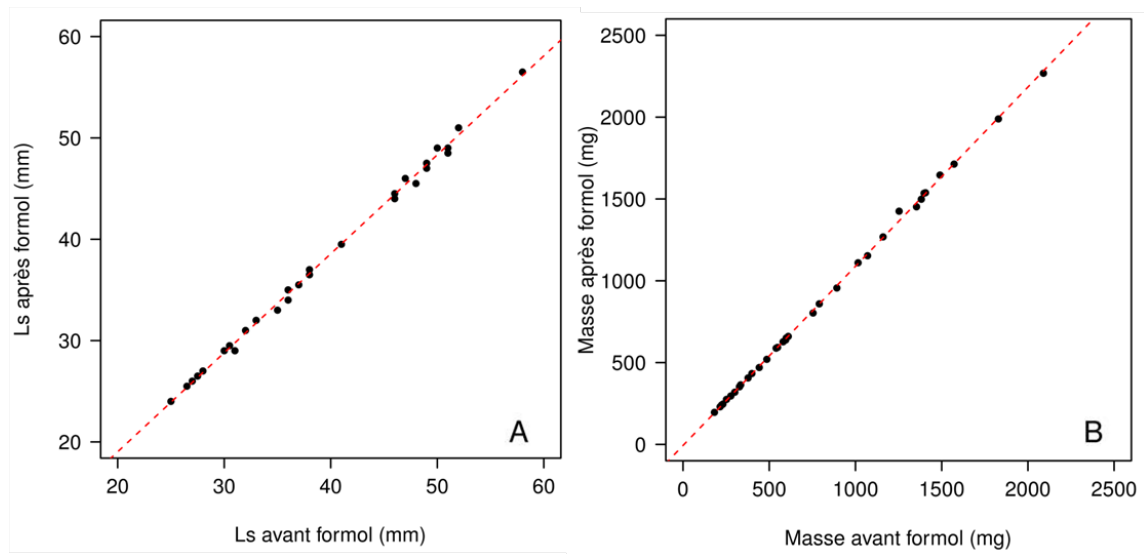 60
50
40
30
20
Ls après formol (mm)
A
20 30 40 50 60
Ls avant formol (mm)
2500
2000
1500
1000
500
0
Masse après formol (mg)
B
0 500 1000 1500 2000 2500
Masse avant formol (mg)